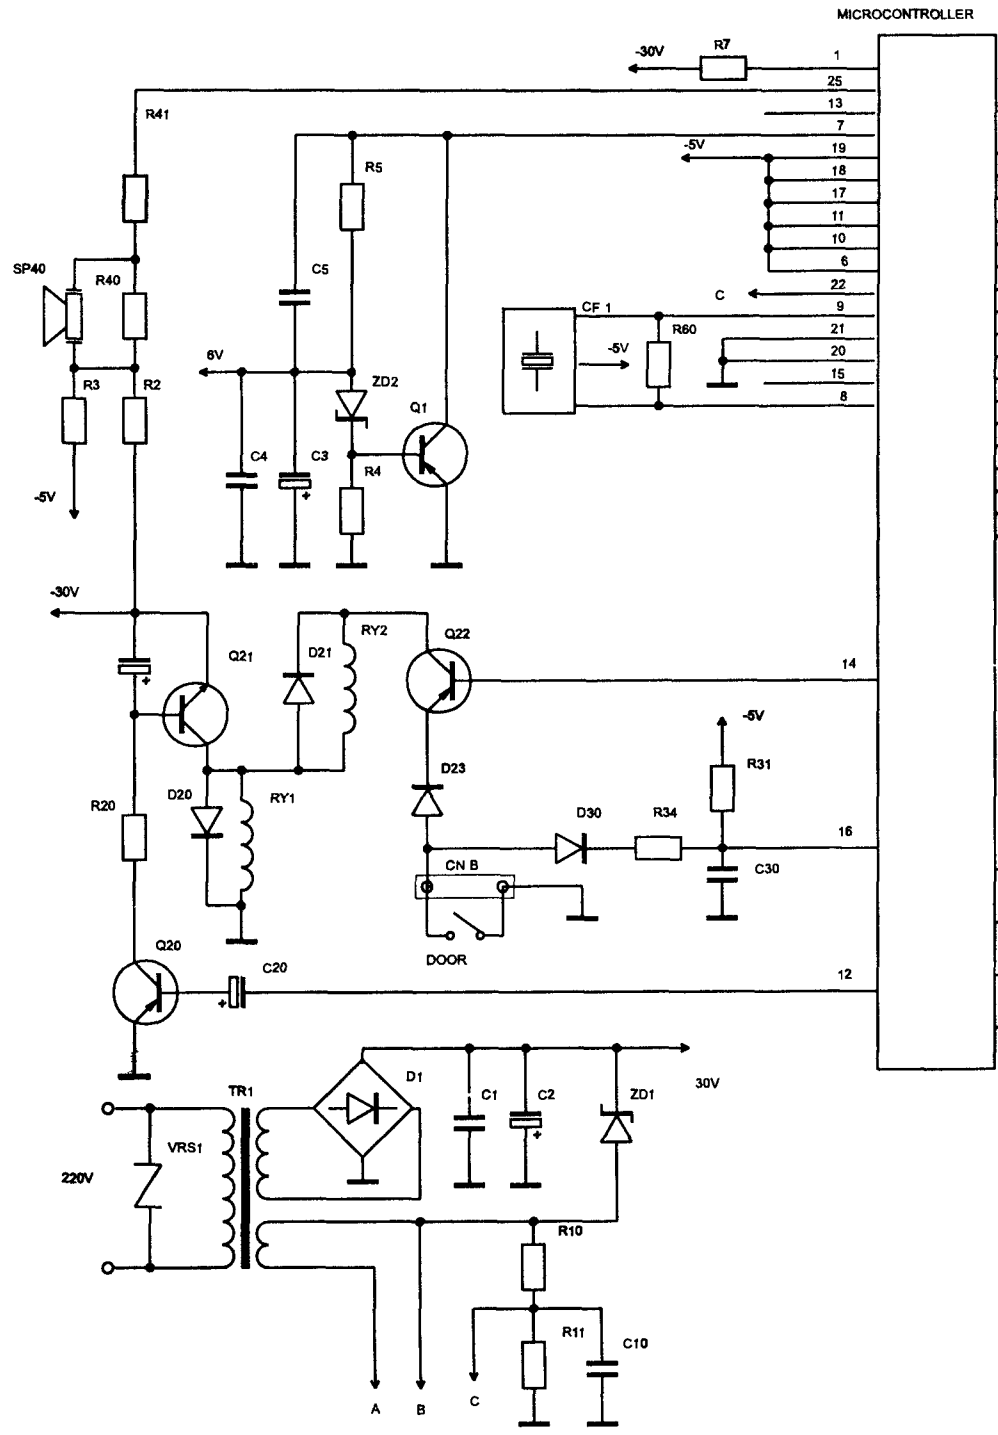 MICROCONTROLLER
-30V R7 1
25
R41 13
7
-5V 19
R5 18
17
11
10
SP40 R40 C5 6
C 22
CF 1 9
R60 21
6V -5V 20
R3 R2 ZD2 15
Q1 8
C4 C3 R4
+
-5V
-30V
RY2 Q22
Q21 D21 14
+
-5V
D23 R31
D20 RY1
R20 D30 R34 16
CN B C30
Q20 DOOR
C20 12
+
D1 30V
TR1 C1 C2 ZD1
+
VRS1
220V
R10
R11
C10
A B C